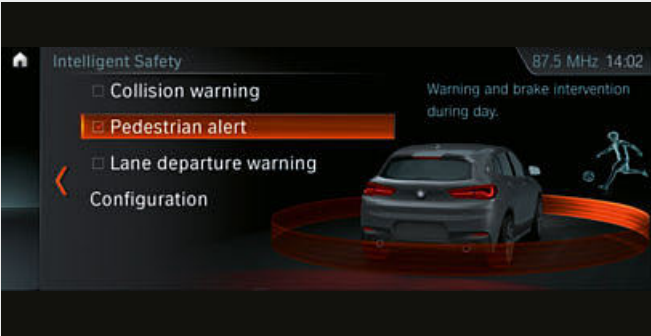 Intelligent Safety
87.5 MHz 14:02
Collision warning
Pedestrian alert
Lane departure warning
Configuration
Warning and brake intervention
during day.